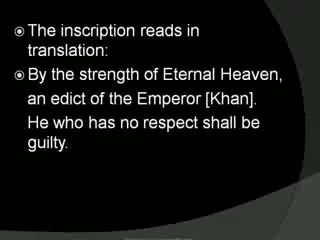 The inscription reads in
translation:
By the strength of Eternal Heaven,
an edict of the Emperor [Khan].
He who has no respect shall be
guilty.